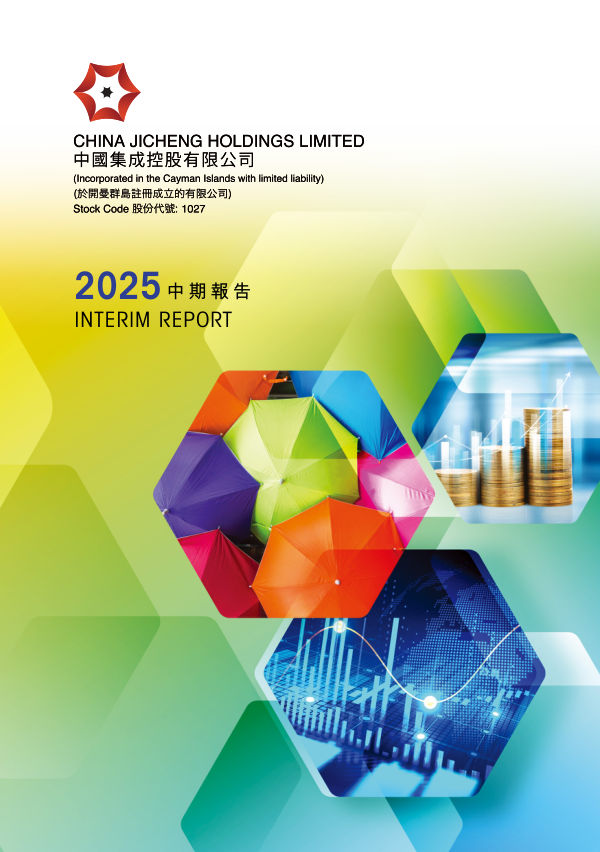 CHINA JICHENG HOLDINGS LIMITED
中國集成控股有限公司
(Incorporated in the Cayman Islands with limited liability)
(於開曼群島註冊成立的有限公司)
Stock Code 股份代號: 1027
2025 中期報告
INTERIM REPORT